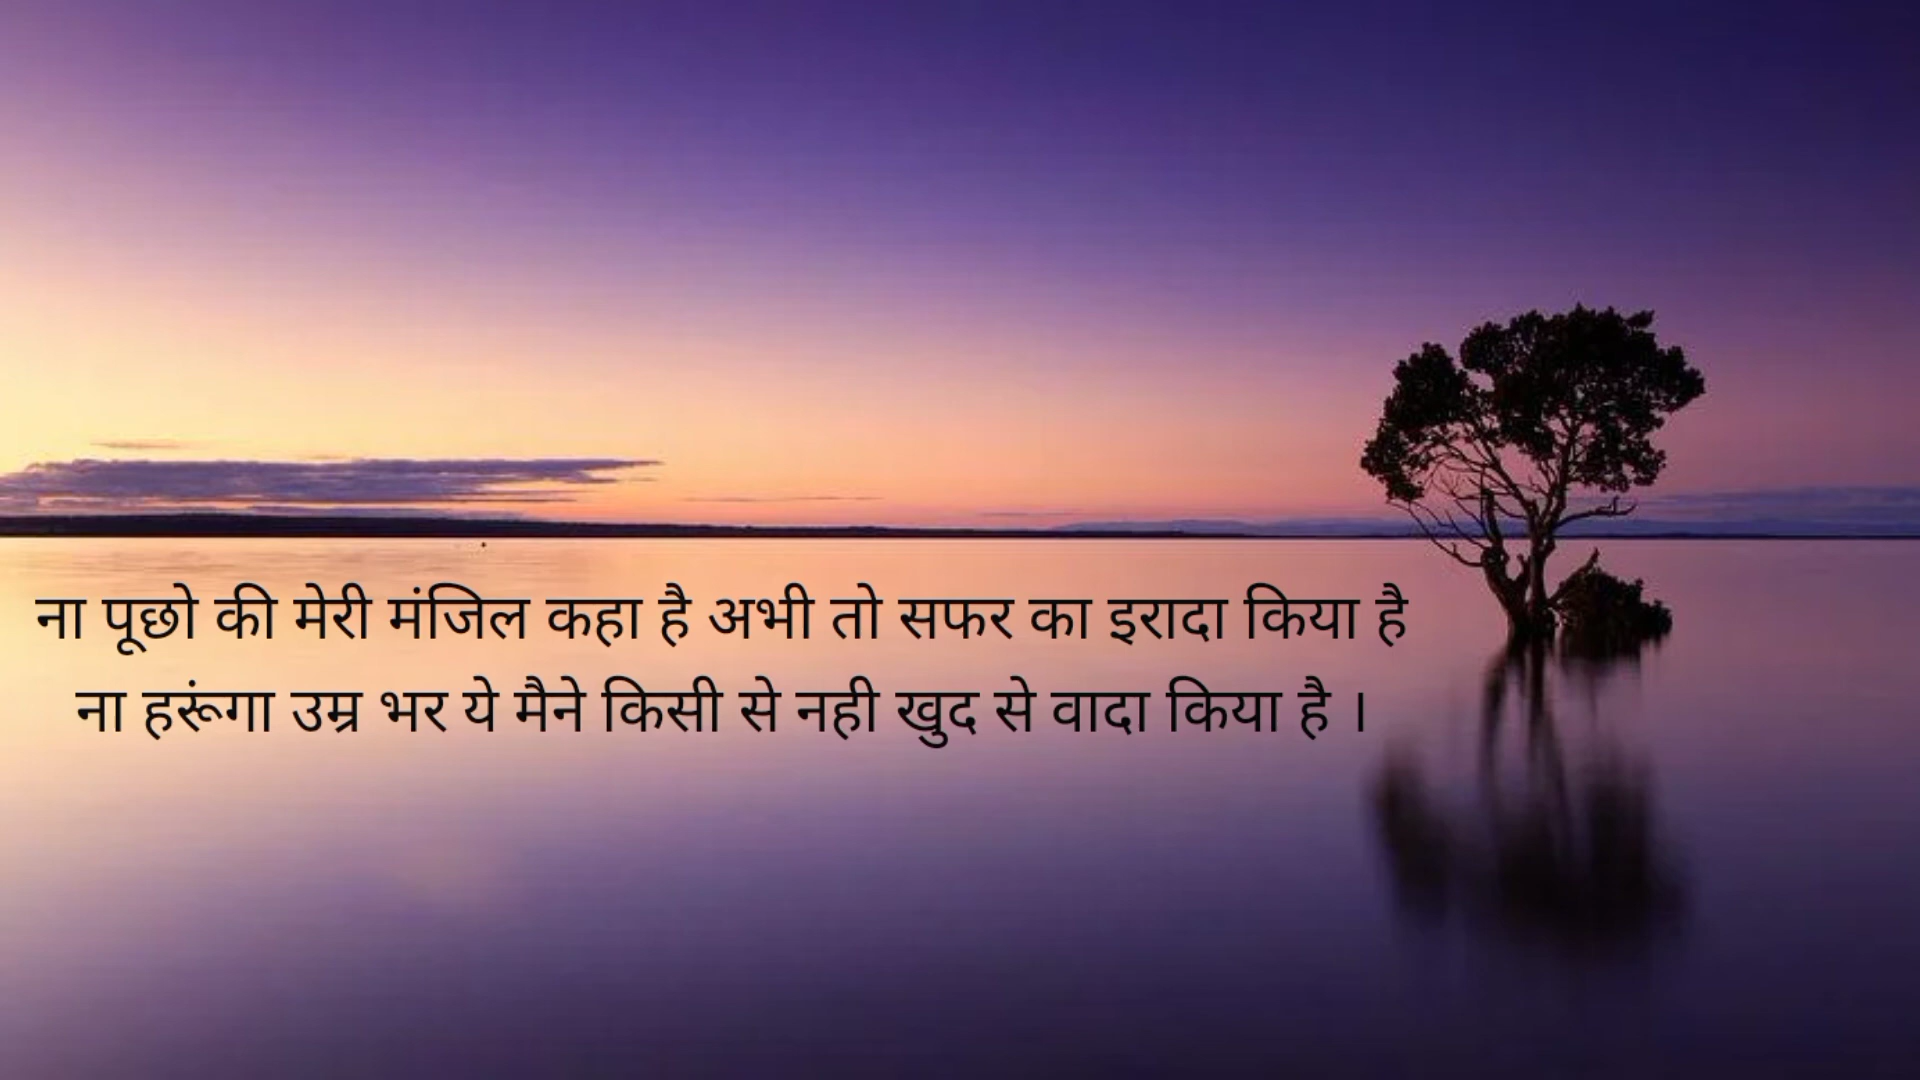 ना पूछो की मेरी मंजिल कहा है अभी तो सफर का इरादा किया है
ना हरूंगा उम्र भर ये मैने किसी से नही खुद से वादा किया है ।